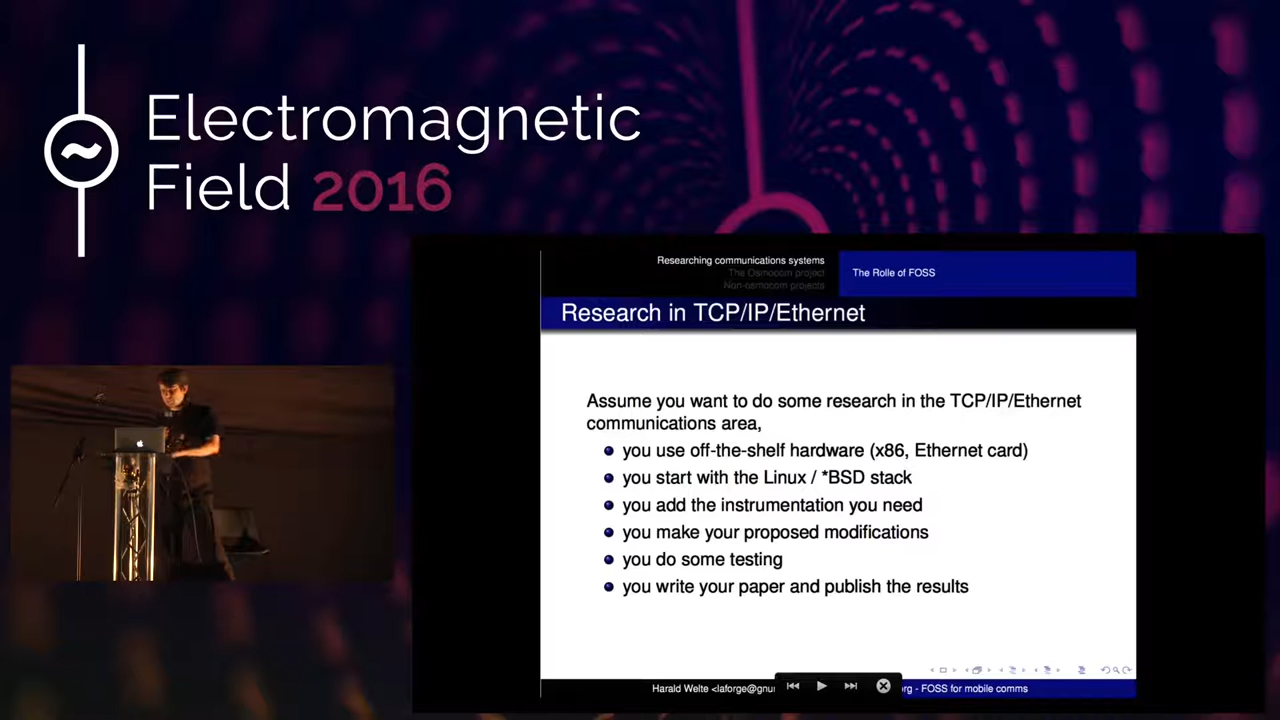 Electromagnetic
Field 2016
Researching communications systems
The Osmocom project
Non-osmocom projects
The Rolle of FOSS
Research in TCP/IP/Ethernet
Assume you want to do some research in the TCP/IP/Ethernet
communications area,
you use off-the-shelf hardware (x86, Ethernet card)
you start with the Linux / *BSD stack
you add the instrumentation you need
you make your proposed modifications
you do some testing
you write your paper and publish the results
Harald Welte <laforge@gnu
org - FOSS for mobile comms